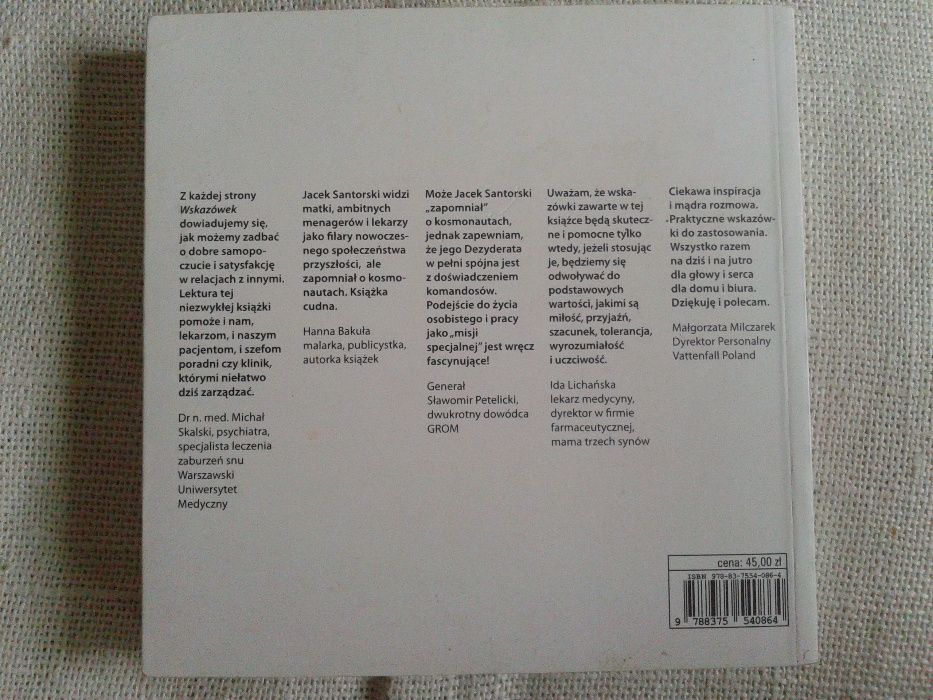 Z każdej strony
Wskazówek
dowiadujemy się,
jak możemy zadbać
o dobre samopo-
czucie i satysfakcję
w relacjach z innymi.
Lektura tej
niezwykłej książki
pomoże i nam,
lekarzom, i naszym
pacjentom, i szefom
poradni czy klinik,
którymi niełatwo
dziś zarządzać.
Dr n. med. Michał
Skalski, psychiatra,
specjalista leczenia
zaburzeń snu
Warszawski
Uniwersytet
Medyczny
Jacek Santorski widzi
matki, ambitnych
menagerów i lekarzy
jako filary nowoczes-
nego społeczeństwa
przyszłości, ale
zapomniał o kosmo-
nautach. Książka
cudna.
Hanna Bakuła
malarka, publicystka,
autorka książek
Może Jacek Santorski
„zapomniał”
o kosmonautach,
jednak zapewniam,
że jego Dezyderata
w pełni spójna jest
z doświadczeniem
komandosów.
Podejście do życia
osobistego i pracy
jako „misji
specjalnej” jest wręcz
fascynujące!
Generał
Sławomir Petelicki,
dwukrotny dowódca
GROM
Uważam, że wska-
zówki zawarte w tej
książce będą skutecz-
ne i pomocne tylko
wtedy, jeżeli stosując
je, będziemy się
odwoływać do
podstawowych
wartości, jakimi są
miłość, przyjaźń,
szacunek, tolerancja,
wyrozumiałość
i uczciwość.
Ida Lichańska
lekarz medycyny,
dyrektor w firmie
farmaceutycznej,
mama trzech synów
Ciekawa inspiracja
i mądra rozmowa.
Praktyczne wskazów-
ki do zastosowania.
Wszystko razem
na dziś i na jutro
dla głowy i serca
dla domu i biura.
Dziękuję i polecam.
Małgorzata Milczarek
Dyrektor Personalny
Vattenfall Poland
cena: 45,00 zł
ISBN 978-83-7554-086-4
9 788375 540864